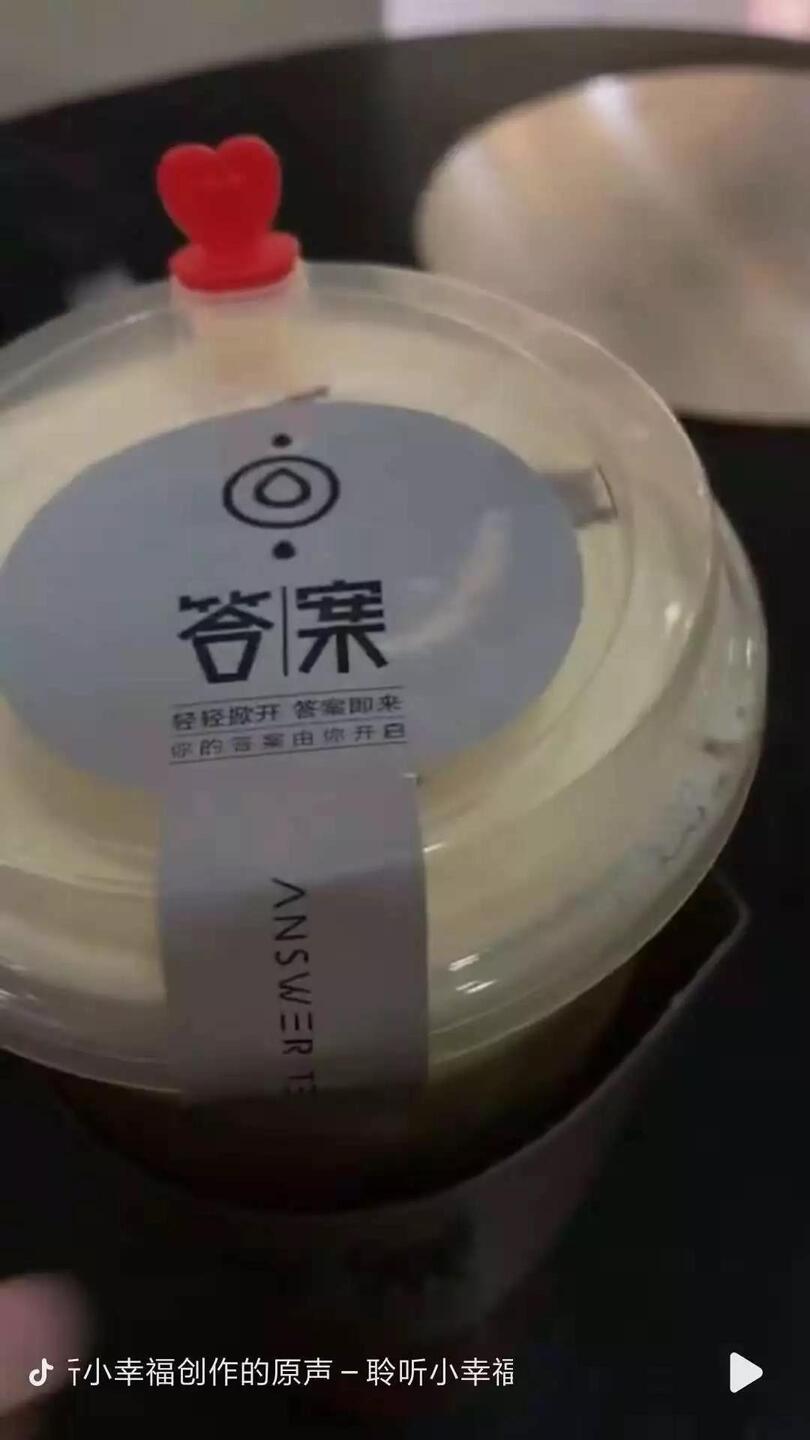 答|案
轻轻掀开 答案即来
你的答案由你开启
ANSWER
小幸福创作的原声 – 聆听小幸